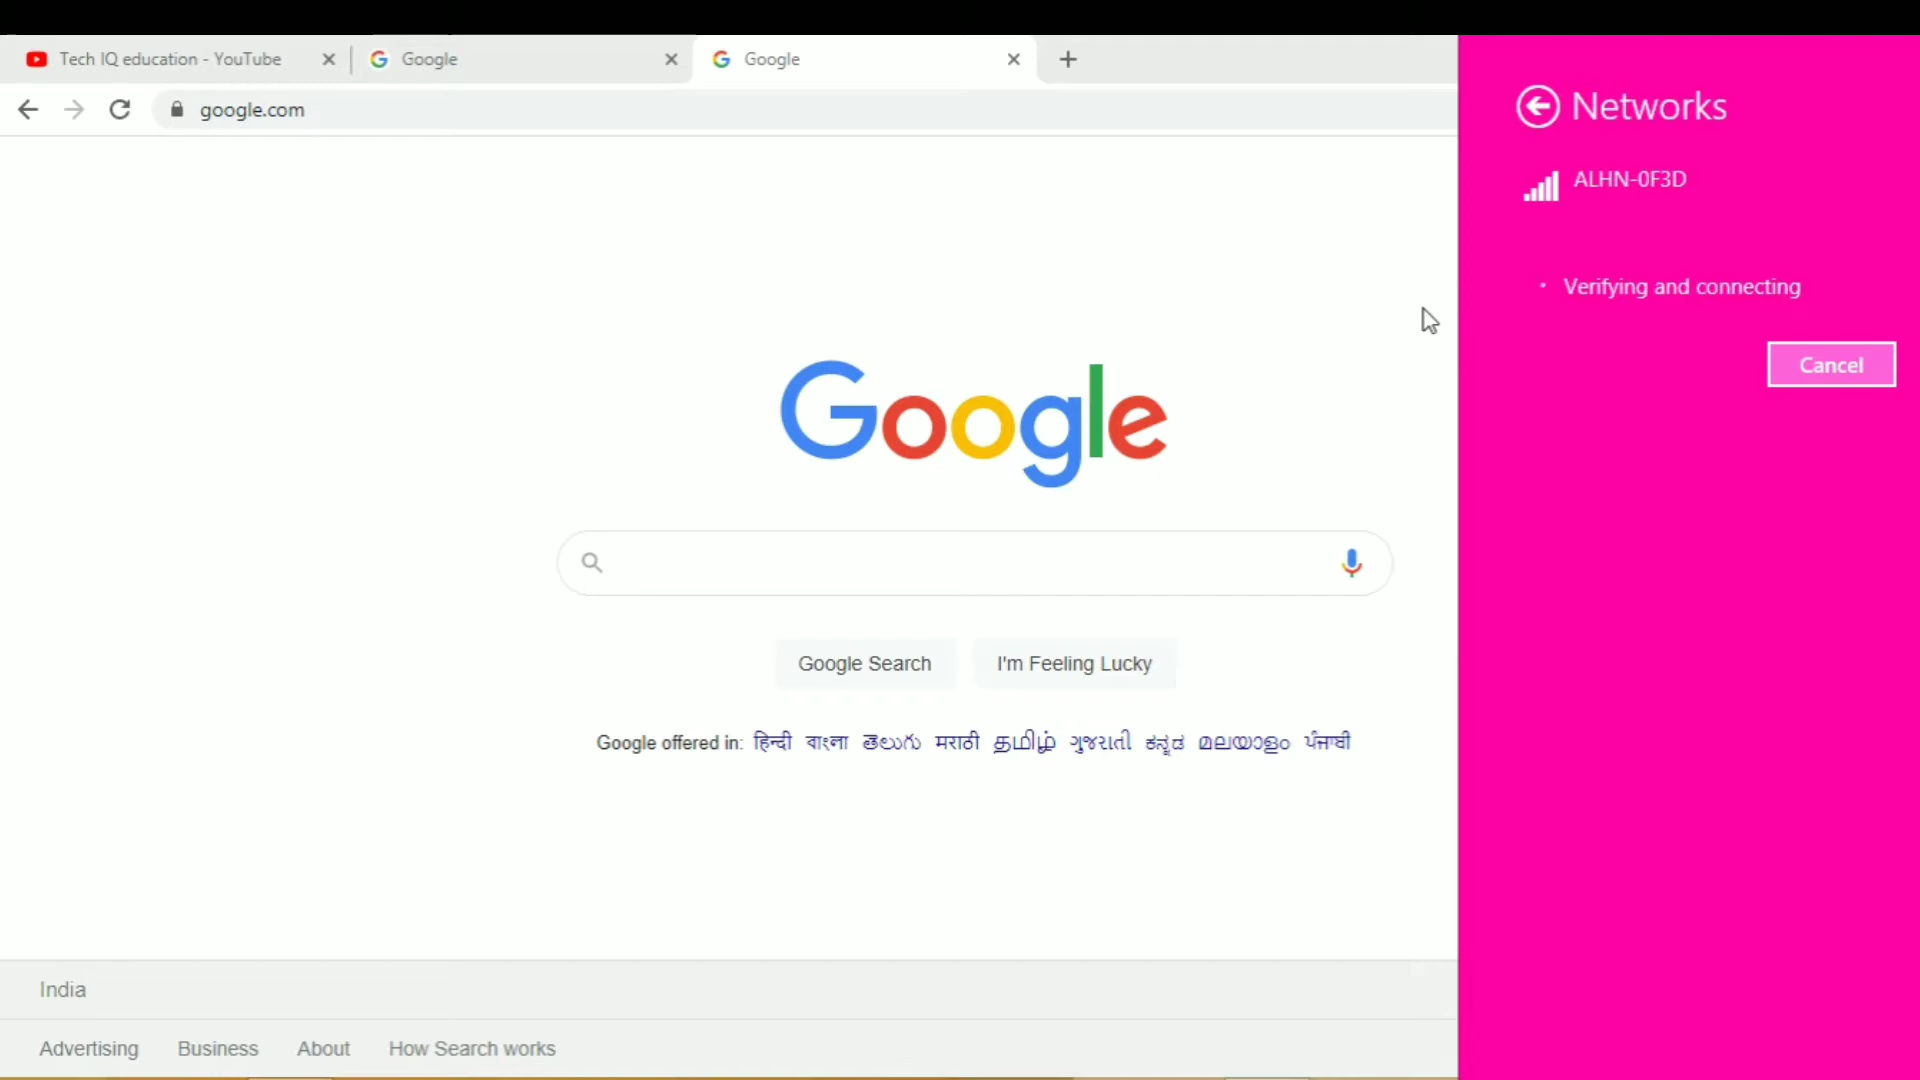 Tech IQ education - YouTube
Google
Google
google.com
Networks
ALHN-0F3D
Verifying and connecting
Cancel
Google
Google Search
I'm Feeling Lucky
Google offered in: हिन्दी বাংলা తెలుగు मराठी தமிழ் ગુજરાતી ಕನ್ನಡ മലയാളം ਪੰਜਾਬੀ
India
Advertising Business About How Search works